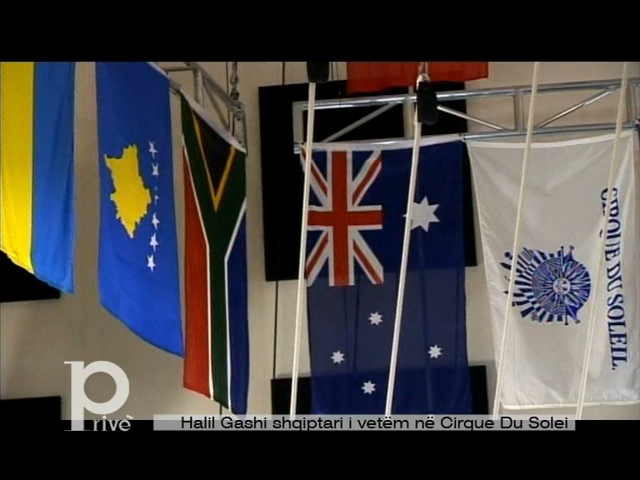 CIRQUE DU SOLEIL.
Privè
Halil Gashi shqiptari i vetëm në Cirque Du Solei